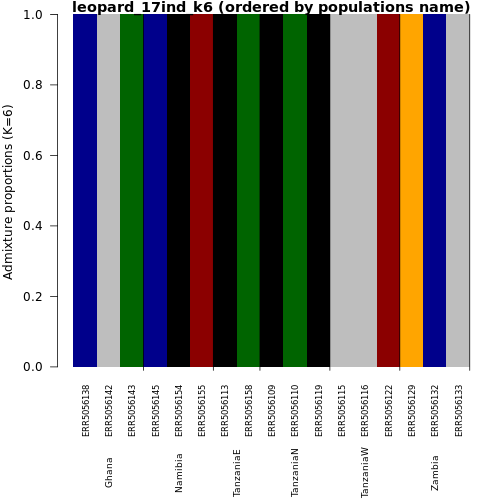 leopard_17ind_k6 (ordered by populations name)
Admixture proportions (K=6)
1.0
0.8
0.6
0.4
0.2
0.0
ERR5056138
ERR5056142
ERR5056143
ERR5056145
ERR5056154
ERR5056155
ERR5056113
ERR5056158
ERR5056109
ERR5056110
ERR5056119
ERR5056115
ERR5056116
ERR5056122
ERR5056129
ERR5056132
ERR5056133
Ghana
Namibia
TanzaniaE
TanzaniaN
TanzaniaW
Zambia